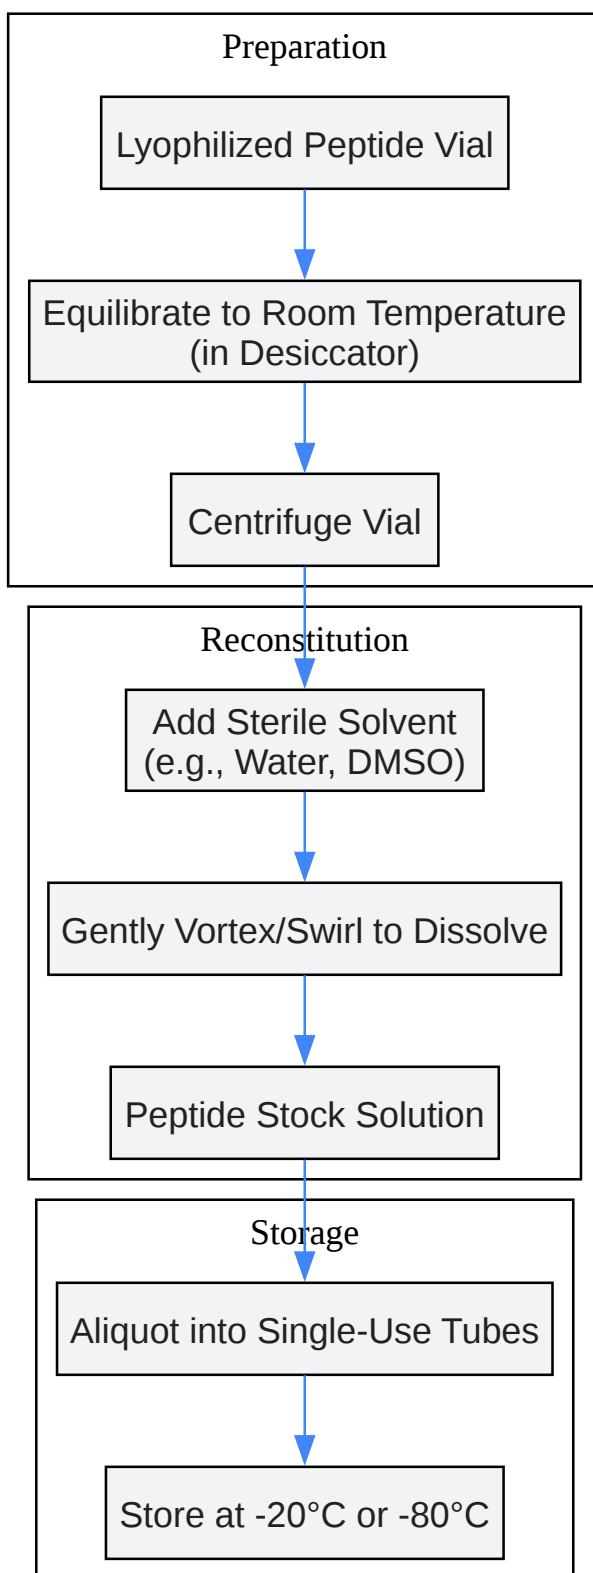 Preparation
Lyophilized Peptide Vial
Equilibrate to Room Temperature
(in Desiccator)
Centrifuge Vial
Reconstitution
Add Sterile Solvent
(e.g., Water, DMSO)
Gently Vortex/Swirl to Dissolve
Peptide Stock Solution
Storage
Aliquot into Single-Use Tubes
Store at -20°C or -80°C